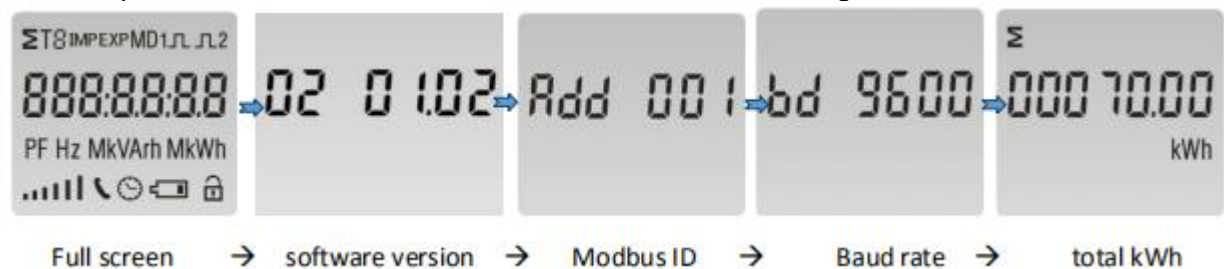 ΣT8IMPEXPMD1 2
888:8.8.8.8
PF Hz MkVArh MkWh
02 01.02
Add 001
bd 9600
Σ
00070.00
kWh
Full screen → software version → Modbus ID → Baud rate → total kWh